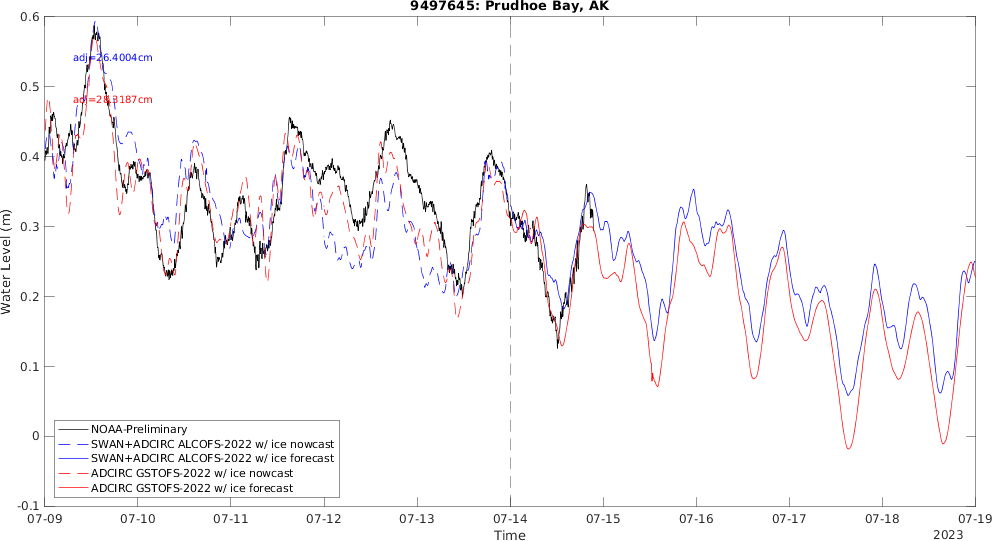 9497645: Prudhoe Bay, AK
0.6
0.5
0.4
0.3
0.2
0.1
0
-0.1
Water Level (m)
adj=26.4004cm
adj=28.3187cm
NOAA-Preliminary
SWAN+ADCIRC ALCOFS-2022 w/ ice nowcast
SWAN+ADCIRC ALCOFS-2022 w/ ice forecast
ADCIRC GSTOFS-2022 w/ ice nowcast
ADCIRC GSTOFS-2022 w/ ice forecast
07-09 07-10 07-11 07-12 07-13 07-14 07-15 07-16 07-17 07-18 07-19
Time
2023